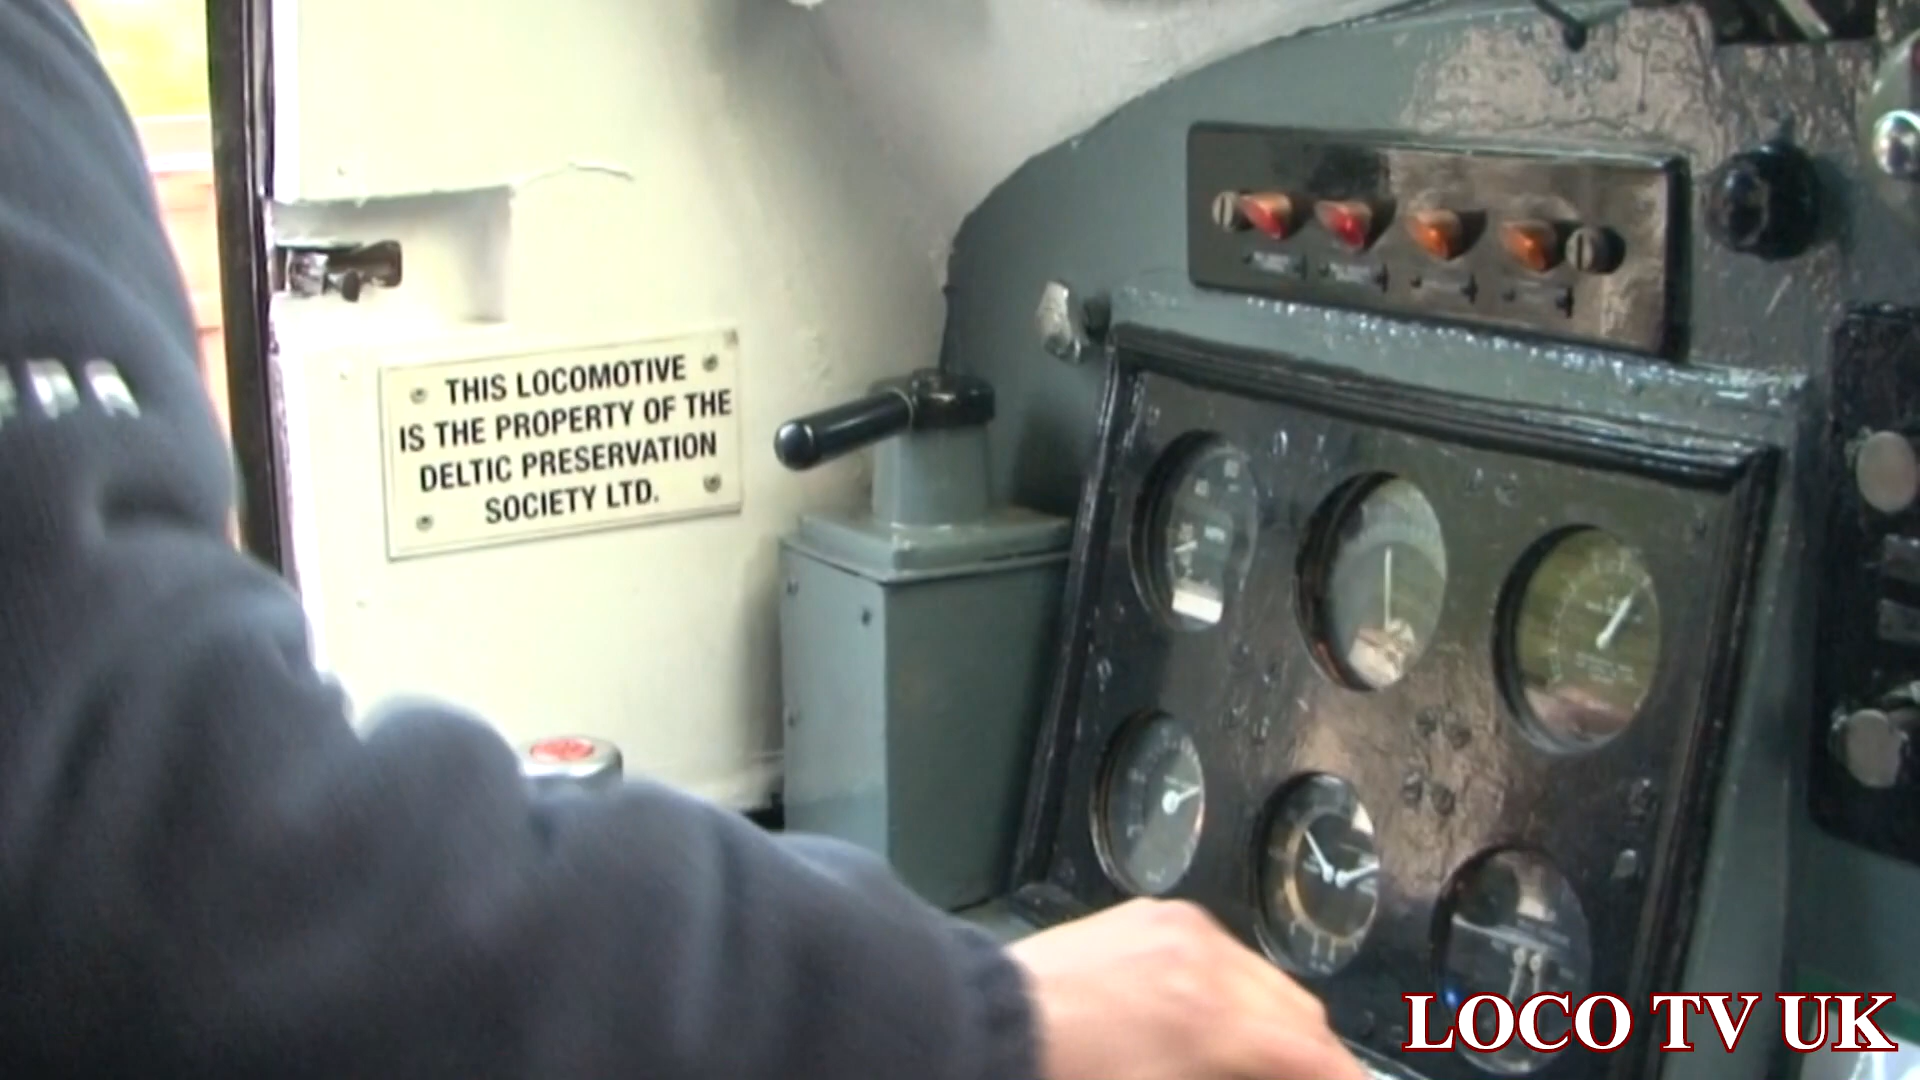 THIS LOCOMOTIVE
IS THE PROPERTY OF THE
DELTIC PRESERVATION
SOCIETY LTD.
LOCO TV UK